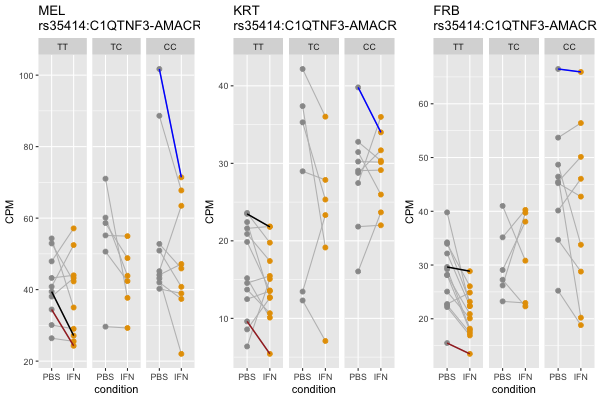 MEL
rs35414:C1QTNF3-AMACR
TT TC CC
CPM
100
80
60
40
20
PBS IFN PBS IFN PBS IFN
condition
KRT
rs35414:C1QTNF3-AMACR
TT TC CC
CPM
40
30
20
10
PBS IFN PBS IFN PBS IFN
condition
FRB
rs35414:C1QTNF3-AMACR
TT TC CC
CPM
60
40
20
PBS IFN PBS IFN PBS IFN
condition